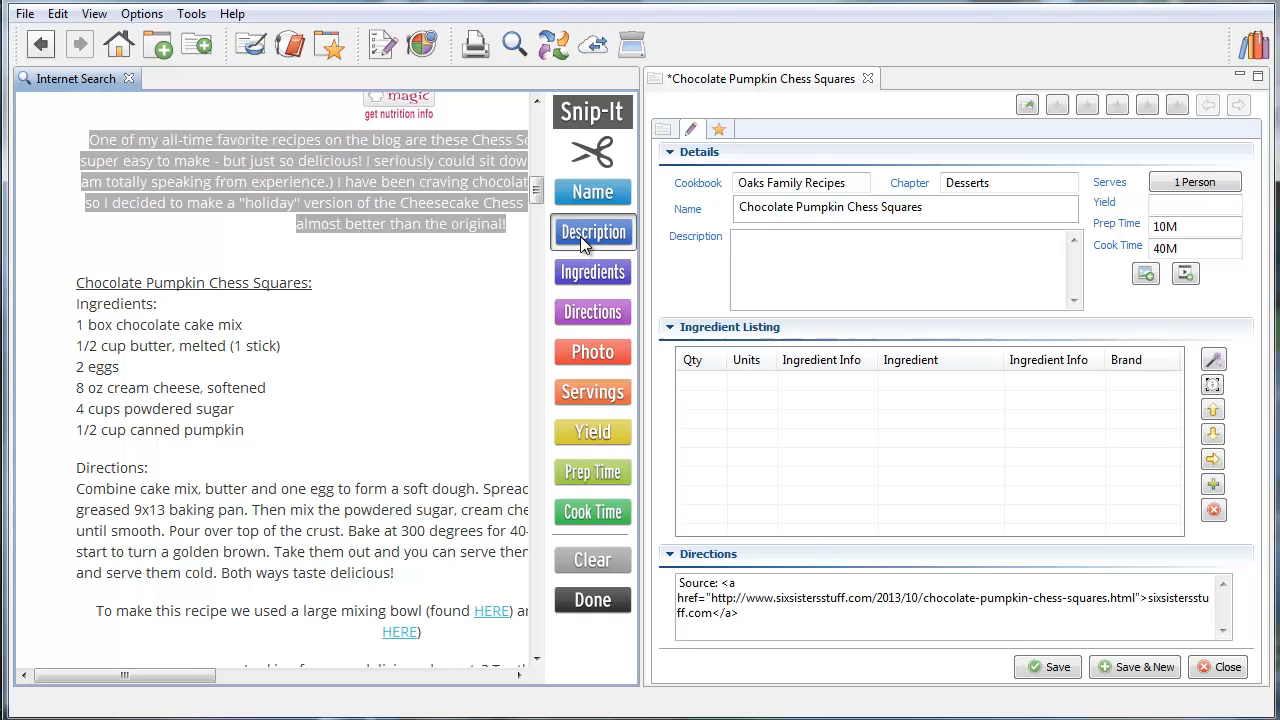 File Edit View Options Tools Help
Internet Search
*Chocolate Pumpkin Chess Squares
magic
get nutrition info
One of my all-time favorite recipes on the blog are these Chess Sq
super easy to make - but just so delicious! I seriously could sit dow
am totally speaking from experience.) I have been craving chocolat
so I decided to make a "holiday" version of the Cheesecake Chess
almost better than the original!
Chocolate Pumpkin Chess Squares:
Ingredients:
1 box chocolate cake mix
1/2 cup butter, melted (1 stick)
2 eggs
8 oz cream cheese, softened
4 cups powdered sugar
1/2 cup canned pumpkin
Directions:
Combine cake mix, butter and one egg to form a soft dough. Spread
greased 9x13 baking pan. Then mix the powdered sugar, cream che
until smooth. Pour over top of the crust. Bake at 300 degrees for 40-
start to turn a golden brown. Take them out and you can serve then
and serve them cold. Both ways taste delicious!
To make this recipe we used a large mixing bowl (found HERE) an
HERE)
Snip-It
Name
Description
Ingredients
Directions
Photo
Servings
Yield
Prep Time
Cook Time
Clear
Done
Details
Cookbook Oaks Family Recipes Chapter Desserts Serves 1 Person
Name Chocolate Pumpkin Chess Squares Yield
Description Prep Time 10M
Cook Time 40M
Ingredient Listing
Qty Units Ingredient Info Ingredient Ingredient Info Brand
Directions
Source: <a
href="http://www.sixsistersstuff.com/2013/10/chocolate-pumpkin-chess-squares.html">sixsistersstu
ff.com</a>
Save Save & New Close